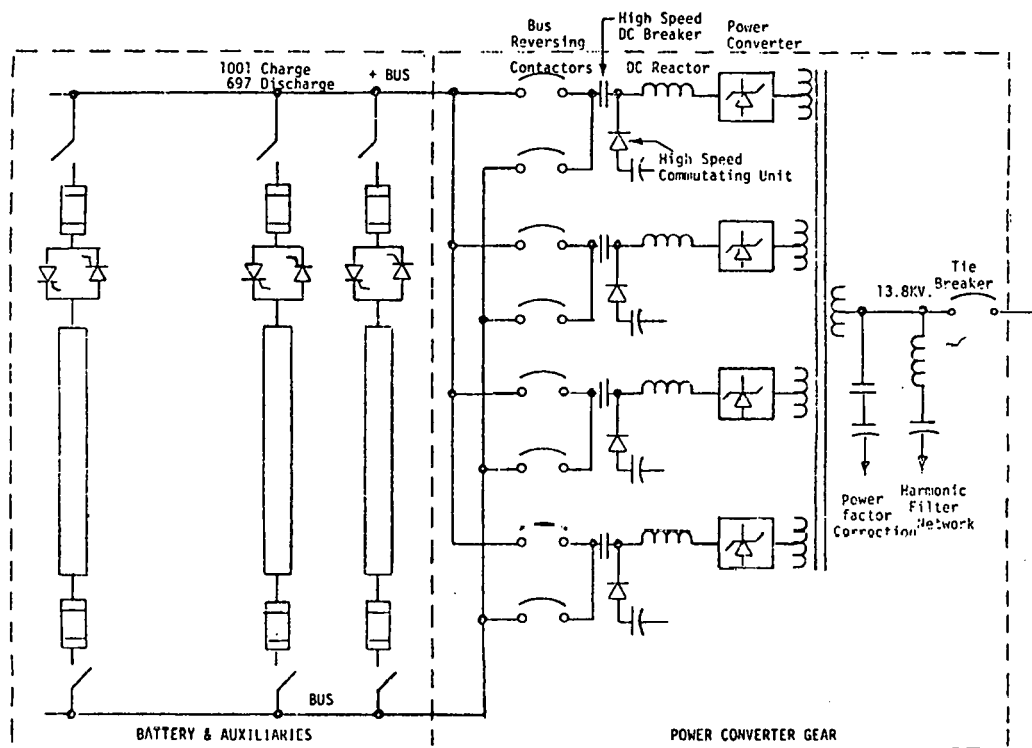 High Speed
DC Breaker
Bus
Reversing
Contactors
Power
Converter
1001 Charge
697 Discharge
+ BUS
DC Reactor
High Speed
Commutating Unit
13.8KV.
Tie
Breaker
Power
factor
Corroction
Harmonic
Filter
Network
BUS
BATTERY & AUXILIARIES
POWER CONVERTER GEAR